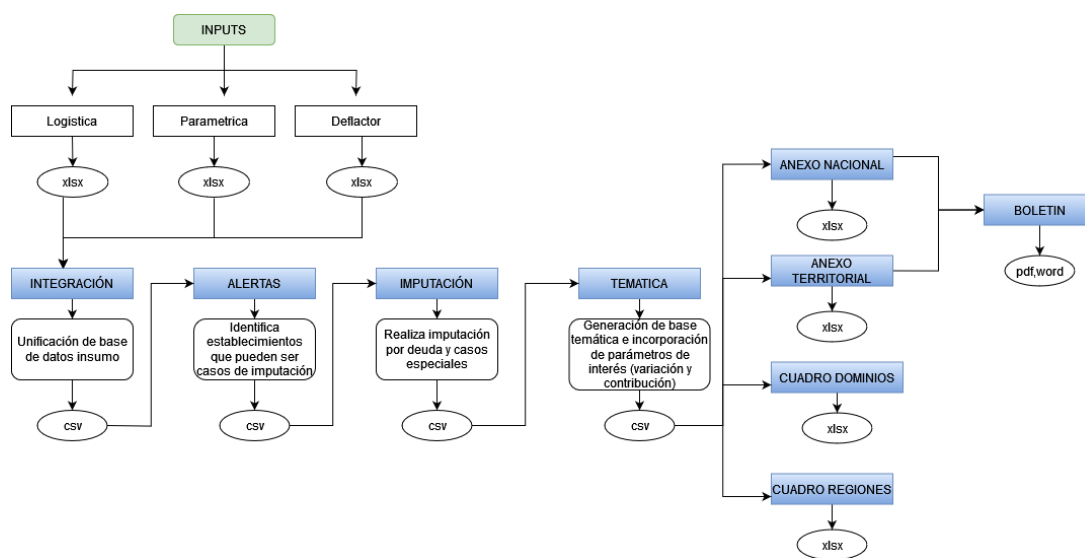 INPUTS
Logistica
Parametrica
Deflactor
xlsx
xlsx
xlsx
INTEGRACIÓN
Unificación de base
de datos insumo
csv
ALERTAS
Identifica
establecimientos
que pueden ser
casos de imputación
csv
IMPUTACIÓN
Realiza imputación
por deuda y casos
especiales
csv
TEMATICA
Generación de base
temática e incorporación
de parámetros de
interés (variación y
contribución)
csv
ANEXO NACIONAL
xlsx
ANEXO
TERRITORIAL
xlsx
CUADRO DOMINIOS
xlsx
CUADRO REGIONES
xlsx
BOLETIN
pdf,word